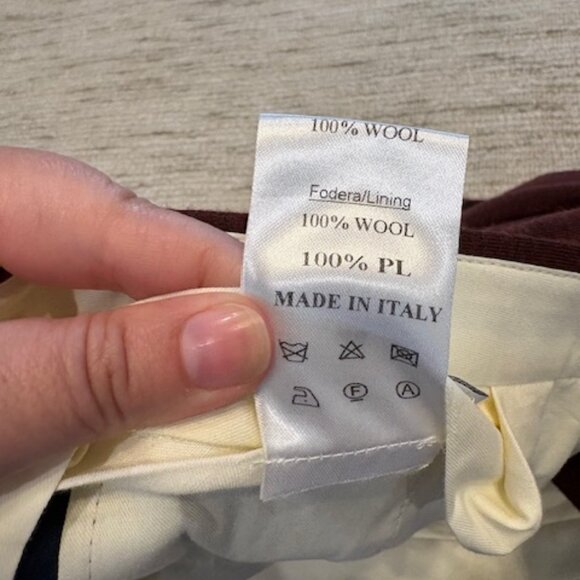 100% WOOL
Fodera/Lining
100% WOOL
100% PL
MADE IN ITALY
F A